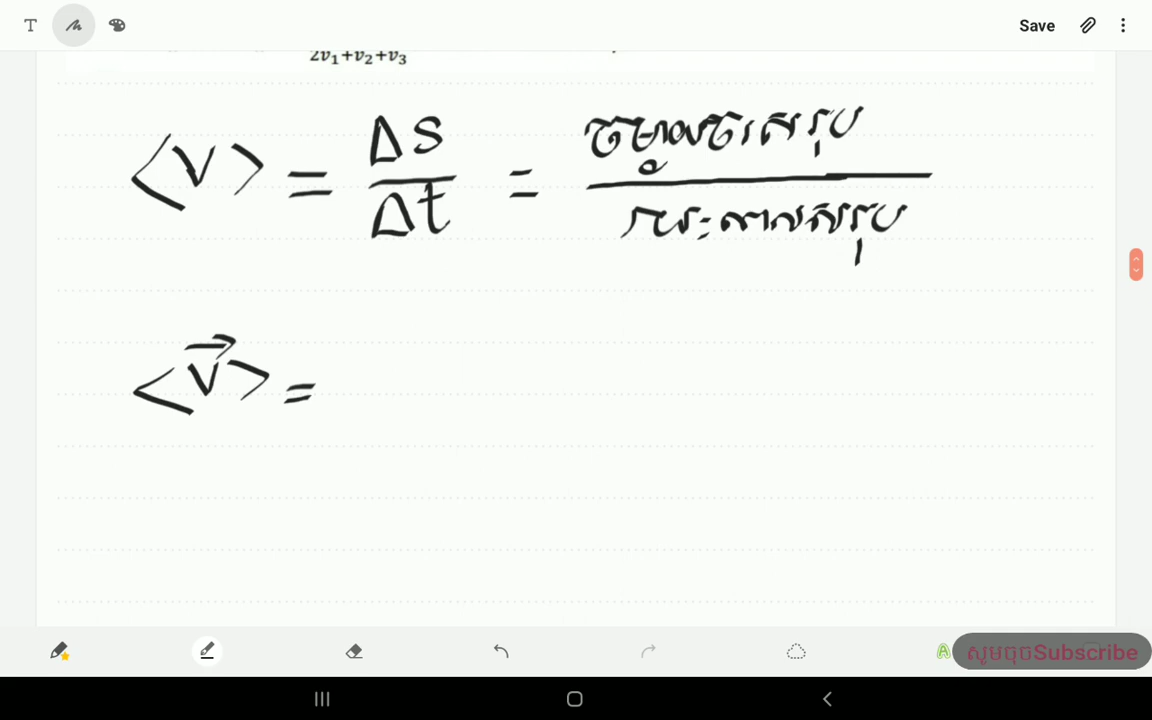 T Save
2v₁+v₂+v₃
<v> = Δs/Δt = ចម្ងាយចរសរុប/រយៈពេលសរុប
<v⃗> =
A សូមចុចSubscribe